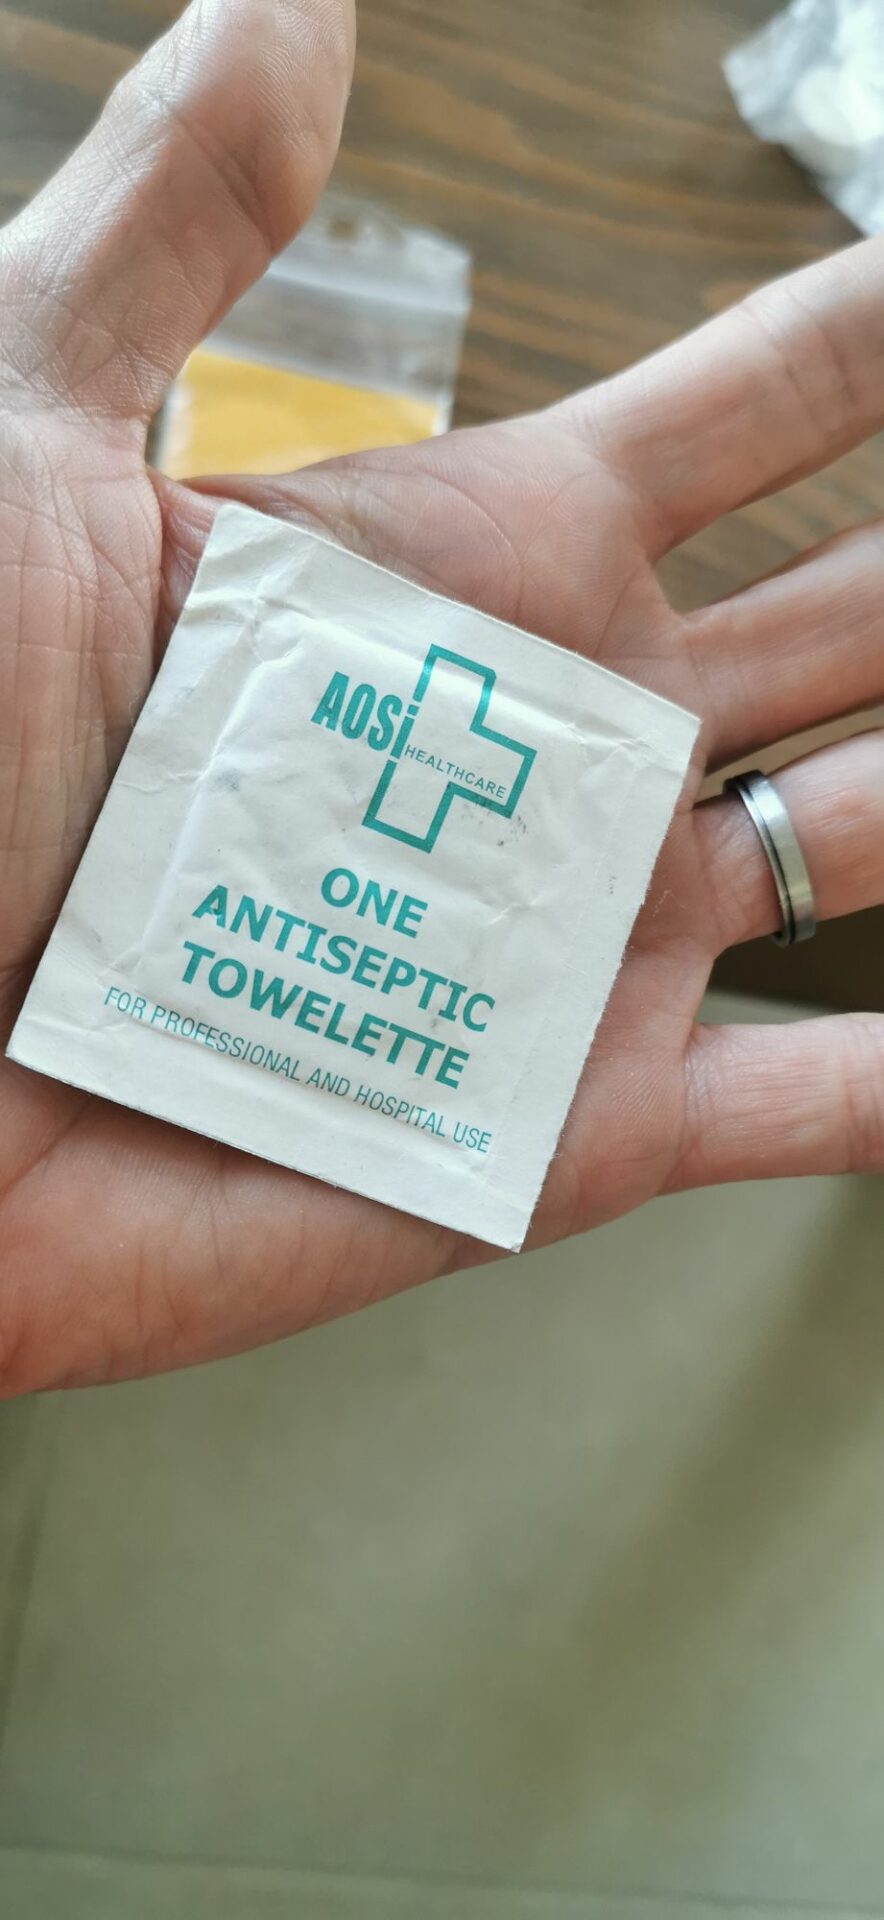 AOSi
HEALTHCARE
ONE
ANTISEPTIC
TOWELETTE
FOR PROFESSIONAL AND HOSPITAL USE